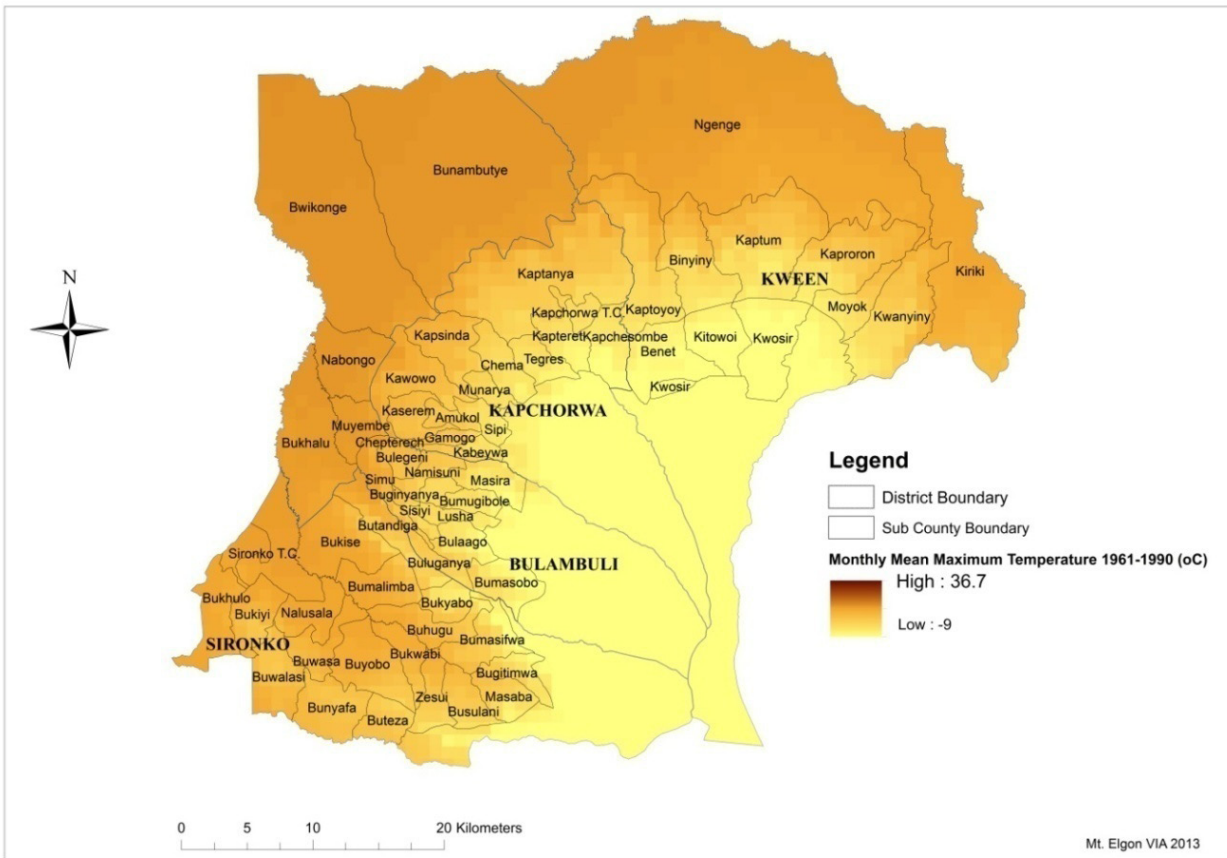 Ngenge
Bunambutye
Bwikonge
Kaptum
Binyiny
Kaproron
Kaptanya
KWEEN
Kiriki
N
Kapchorwa T.C.
Kaptoyoy
Moyok
Kwanyiny
Kapsinda
Kapteret
Kapchesombe
Kitowoi
Kwosir
Benet
Nabongo
Chema
Tegres
Kawowo
Munarya
Kwosir
Kaserem
Amukol
KAPCHORWA
Muyembe
Sipi
Bukhalu
Chepterech
Gamogo
Bulegeni
Kabeywa
Namisuni
Simu
Masira
Buginyanya
Bumugibole
Sisiyi
Lusha
Butandiga
Bukise
Bulaago
Sironko T.C.
Buluganya
BULAMBULI
Bumasobo
Bumalimba
Bukhulo
Bukyabo
Bukiyi
Nalusala
Buhugu
Bumasifwa
SIRONKO
Bukwabi
Buwasa
Buyobo
Buwalasi
Bugitimwa
Zesui
Masaba
Bunyafa
Busulani
Buteza
Legend
District Boundary
Sub County Boundary
Monthly Mean Maximum Temperature 1961-1990 (oC)
High : 36.7
Low : -9
0 5 10 20 Kilometers
Mt. Elgon VIA 2013